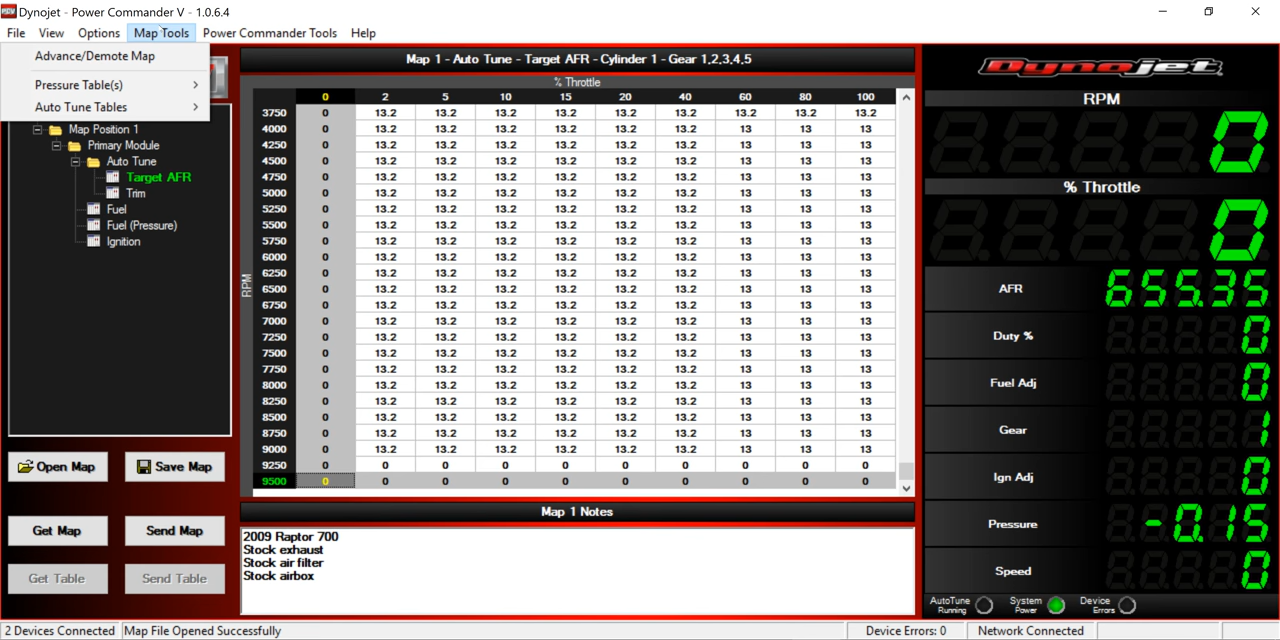 Dynojet - Power Commander V - 1.0.6.4
File View Options Map Tools Power Commander Tools Help
Advance/Demote Map
Pressure Table(s)
Auto Tune Tables
Map Position 1
Primary Module
Auto Tune
Target AFR
Trim
Fuel
Fuel (Pressure)
Ignition
Open Map Save Map
Get Map Send Map
Get Table Send Table
Map 1 - Auto Tune - Target AFR - Cylinder 1 - Gear 1,2,3,4,5
% Throttle
RPM
0 2 5 10 15 20 40 60 80 100
3750 0 13.2 13.2 13.2 13.2 13.2 13.2 13.2 13.2 13.2
4000 0 13.2 13.2 13.2 13.2 13.2 13.2 13 13 13
4250 0 13.2 13.2 13.2 13.2 13.2 13.2 13 13 13
4500 0 13.2 13.2 13.2 13.2 13.2 13.2 13 13 13
4750 0 13.2 13.2 13.2 13.2 13.2 13.2 13 13 13
5000 0 13.2 13.2 13.2 13.2 13.2 13.2 13 13 13
5250 0 13.2 13.2 13.2 13.2 13.2 13.2 13 13 13
5500 0 13.2 13.2 13.2 13.2 13.2 13.2 13 13 13
5750 0 13.2 13.2 13.2 13.2 13.2 13.2 13 13 13
6000 0 13.2 13.2 13.2 13.2 13.2 13.2 13 13 13
6250 0 13.2 13.2 13.2 13.2 13.2 13.2 13 13 13
6500 0 13.2 13.2 13.2 13.2 13.2 13.2 13 13 13
6750 0 13.2 13.2 13.2 13.2 13.2 13.2 13 13 13
7000 0 13.2 13.2 13.2 13.2 13.2 13.2 13 13 13
7250 0 13.2 13.2 13.2 13.2 13.2 13.2 13 13 13
7500 0 13.2 13.2 13.2 13.2 13.2 13.2 13 13 13
7750 0 13.2 13.2 13.2 13.2 13.2 13.2 13 13 13
8000 0 13.2 13.2 13.2 13.2 13.2 13.2 13 13 13
8250 0 13.2 13.2 13.2 13.2 13.2 13.2 13 13 13
8500 0 13.2 13.2 13.2 13.2 13.2 13.2 13 13 13
8750 0 13.2 13.2 13.2 13.2 13.2 13.2 13 13 13
9000 0 13.2 13.2 13.2 13.2 13.2 13.2 13 13 13
9250 0 0 0 0 0 0 0 0 0 0
9500 0 0 0 0 0 0 0 0 0 0
Map 1 Notes
2009 Raptor 700
Stock exhaust
Stock air filter
Stock airbox
Dynojet
RPM
0
% Throttle
0
AFR 655.35
Duty % 0
Fuel Adj 0
Gear 1
Ign Adj 0
Pressure -0.15
Speed 0
AutoTune Running System Power Device Errors
2 Devices Connected Map File Opened Successfully Device Errors: 0 Network Connected